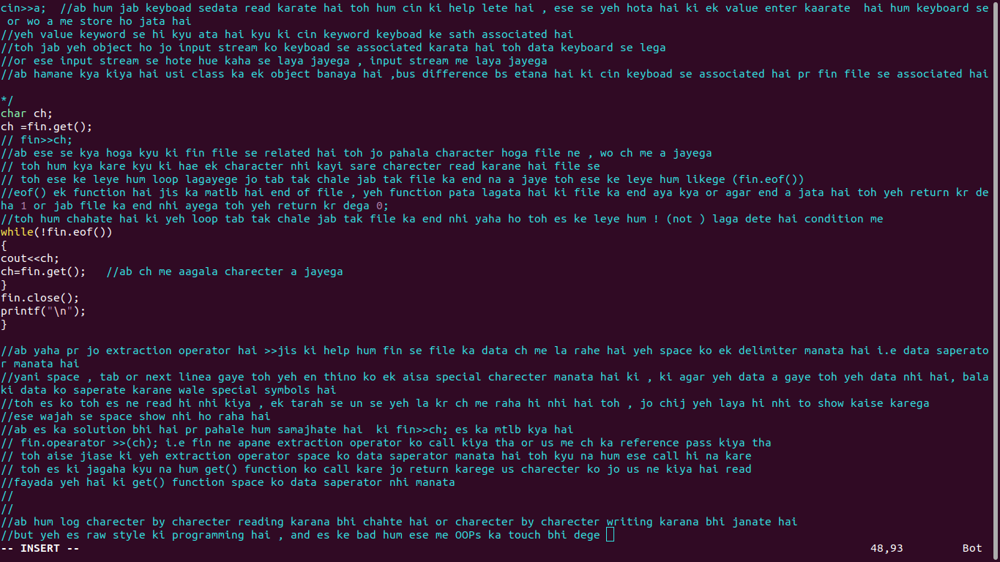 cin>>a;  //ab hum jab keyboad sedata read karate hai toh hum cin ki help lete hai , ese se yeh hota hai ki ek value enter kaarate  hai hum keyboard se
 or wo a me store ho jata hai
//yeh value keyword se hi kyu ata hai kyu ki cin keyword keyboad ke sath associated hai
//toh jab yeh object ho jo input stream ko keyboad se associated karata hai toh data keyboard se lega
//or ese input stream se hote hue kaha se laya jayega , input stream me laya jayega
//ab hamane kya kiya hai usi class ka ek object banaya hai ,bus difference bs etana hai ki cin keyboad se associated hai pr fin file se associated hai
*/
char ch;
ch =fin.get();
// fin>>ch;
//ab ese se kya hoga kyu ki fin file se related hai toh jo pahala character hoga file ne , wo ch me a jayega
// toh hum kya kare kyu ki hae ek character nhi kayi sare charecter read karane hai file se
// toh ese ke leye hum loop lagayege jo tab tak chale jab tak file ka end na a jaye toh ese ke leye hum likege (fin.eof())
//eof() ek function hai jis ka matlb hai end of file , yeh function pata lagata hai ki file ka end aya kya or agar end a jata hai toh yeh return kr de
ha 1 or jab file ka end nhi ayega toh yeh return kr dega 0;
//toh hum chahate hai ki yeh loop tab tak chale jab tak file ka end nhi yaha ho toh es ke leye hum ! (not ) laga dete hai condition me
while(!fin.eof())
{
cout<<ch;
ch=fin.get();   //ab ch me aagala charecter a jayega
}
fin.close();
printf("\n");
}
//ab yaha pr jo extraction operator hai >>jis ki help hum fin se file ka data ch me la rahe hai yeh space ko ek delimiter manata hai i.e data saperato
r manata hai
//yani space , tab or next linea gaye toh yeh en thino ko ek aisa special charecter manata hai ki , ki agar yeh data a gaye toh yeh data nhi hai, bala
ki data ko saperate karane wale special symbols hai
//toh es ko toh es ne read hi nhi kiya , ek tarah se un se yeh la kr ch me raha hi nhi hai toh , jo chij yeh laya hi nhi to show kaise karega
//ese wajah se space show nhi ho raha hai
//ab es ka solution bhi hai pr pahale hum samajhate hai  ki fin>>ch; es ka mtlb kya hai
// fin.opearator >>(ch); i.e fin ne apane extraction operator ko call kiya tha or us me ch ka reference pass kiya tha
// toh aise jiase ki yeh extraction operator space ko data saperator manata hai toh kyu na hum ese call hi na kare
// toh es ki jagaha kyu na hum get() function ko call kare jo return karege us charecter ko jo us ne kiya hai read
//fayada yeh hai ki get() function space ko data saperator nhi manata
//
//
//ab hum log charecter by charecter reading karana bhi chahte hai or charecter by charecter writing karana bhi janate hai
//but yeh es raw style ki programming hai , and es ke bad hum ese me OOPs ka touch bhi dege
-- INSERT --                    48,93         Bot